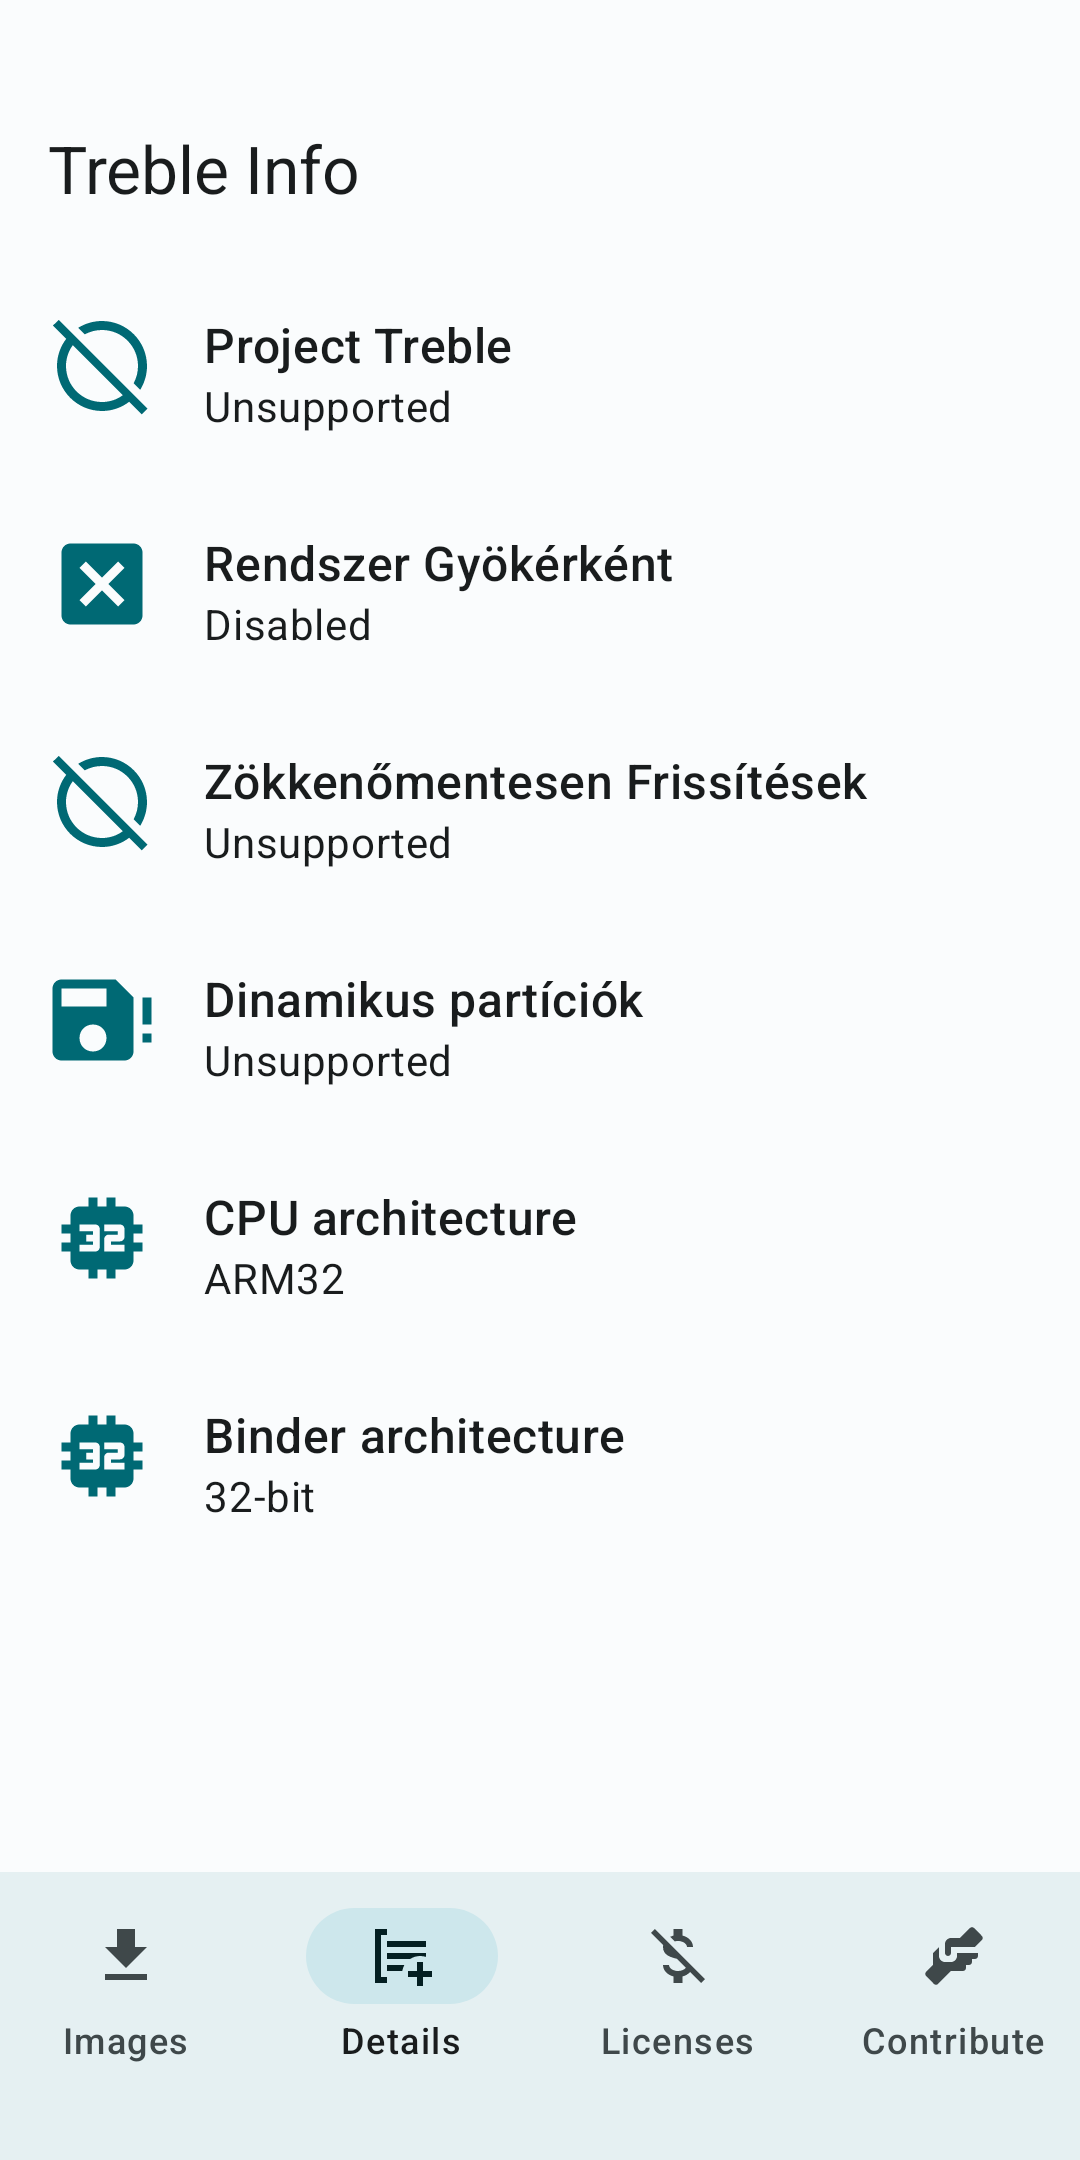 Treble Info
Project Treble
Unsupported
Rendszer Gyökérként
Disabled
Zökkenőmentesen Frissítések
Unsupported
Dinamikus partíciók
Unsupported
32
CPU architecture
ARM32
32
Binder architecture
32-bit
Images
Details
Licenses
Contribute